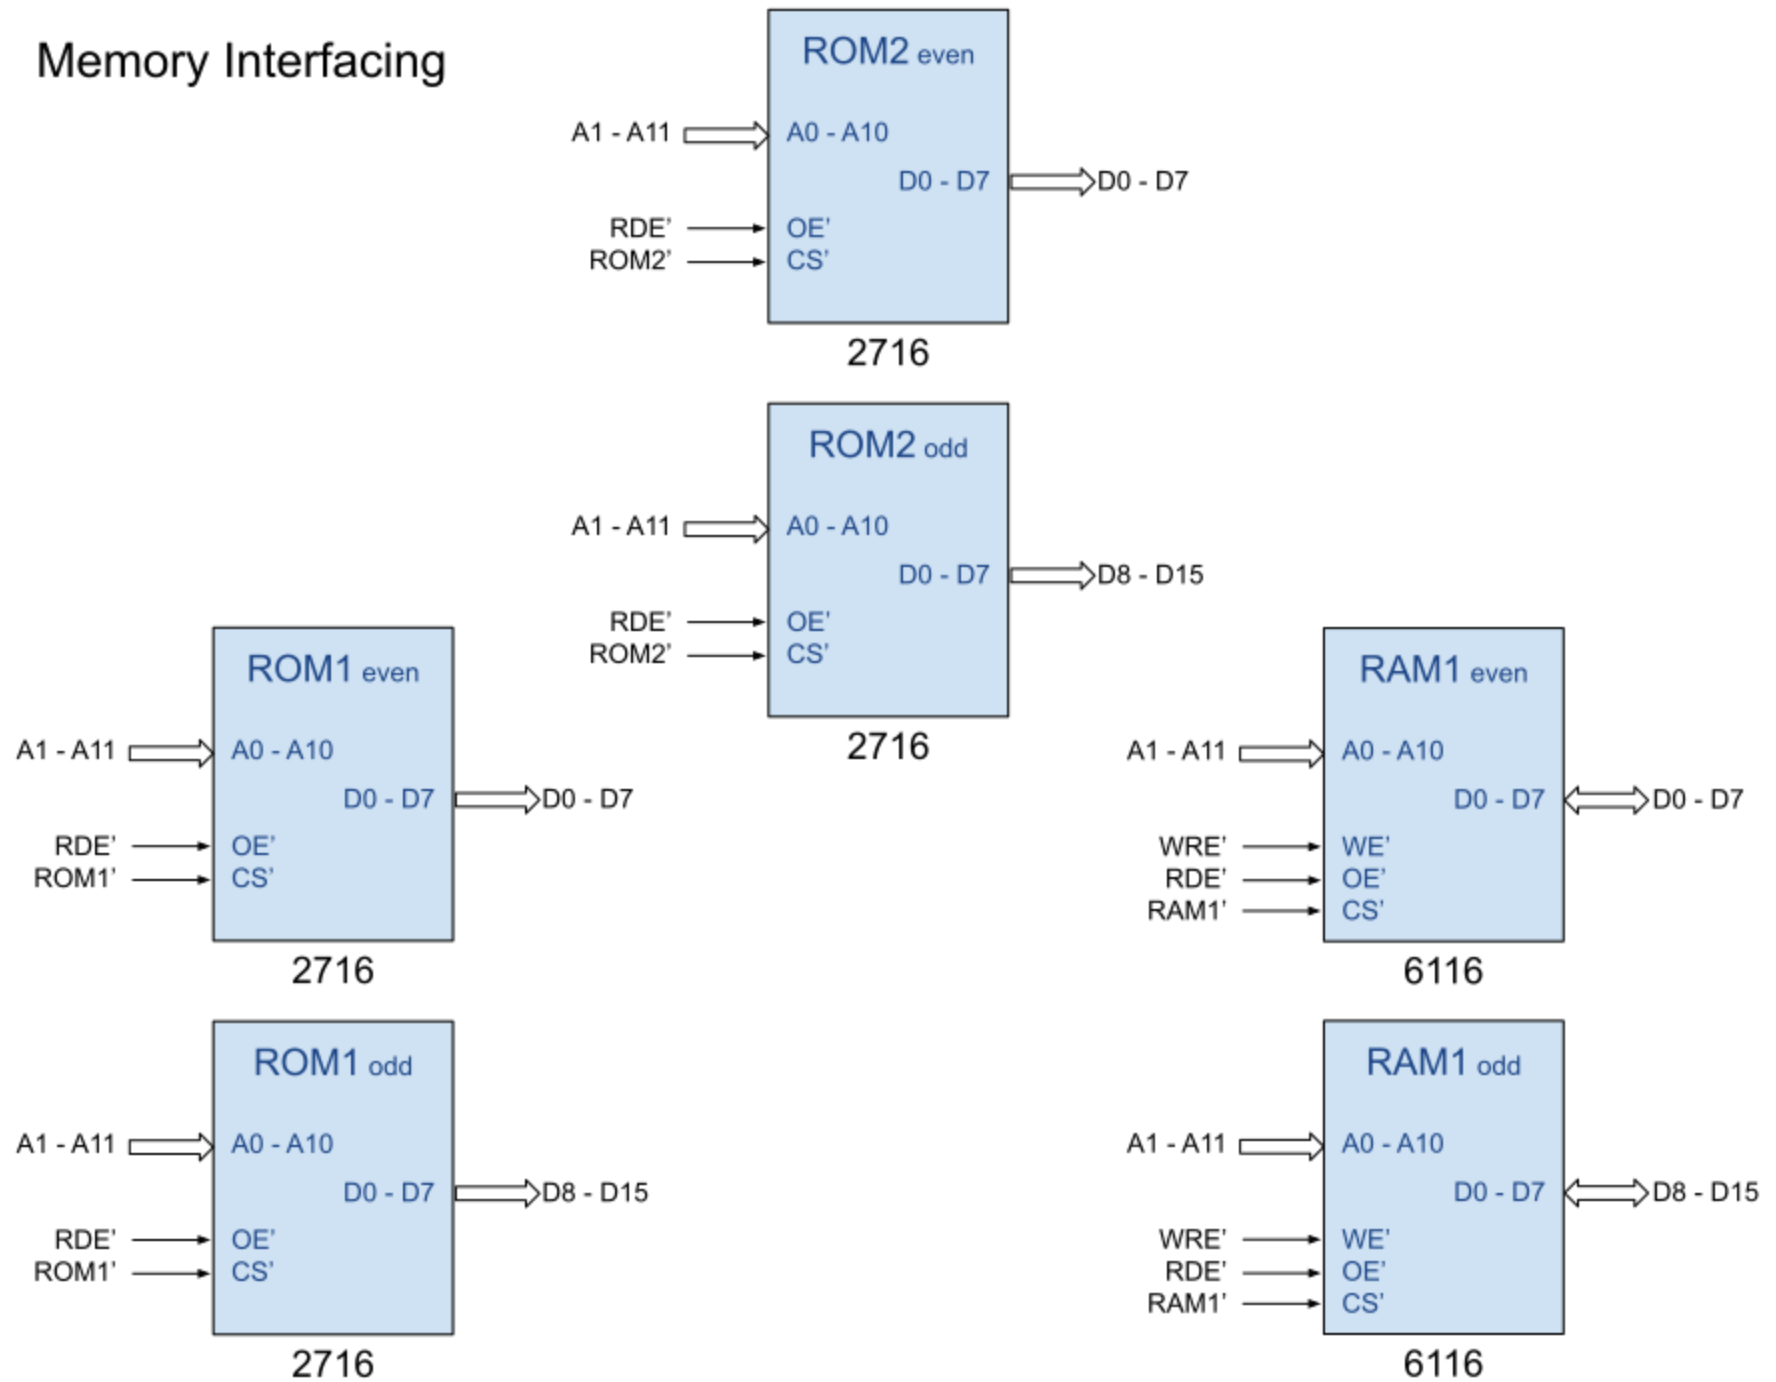 Memory Interfacing
ROM2 even
A1 - A11
A0 - A10
D0 - D7
D0 - D7
RDE’
OE’
ROM2’
CS’
2716
ROM2 odd
A1 - A11
A0 - A10
D0 - D7
D8 - D15
RDE’
OE’
ROM2’
CS’
2716
ROM1 even
A1 - A11
A0 - A10
D0 - D7
D0 - D7
RDE’
OE’
ROM1’
CS’
2716
ROM1 odd
A1 - A11
A0 - A10
D0 - D7
D8 - D15
RDE’
OE’
ROM1’
CS’
2716
RAM1 even
A1 - A11
A0 - A10
D0 - D7
D0 - D7
WRE’
WE’
RDE’
OE’
RAM1’
CS’
6116
RAM1 odd
A1 - A11
A0 - A10
D0 - D7
D8 - D15
WRE’
WE’
RDE’
OE’
RAM1’
CS’
6116